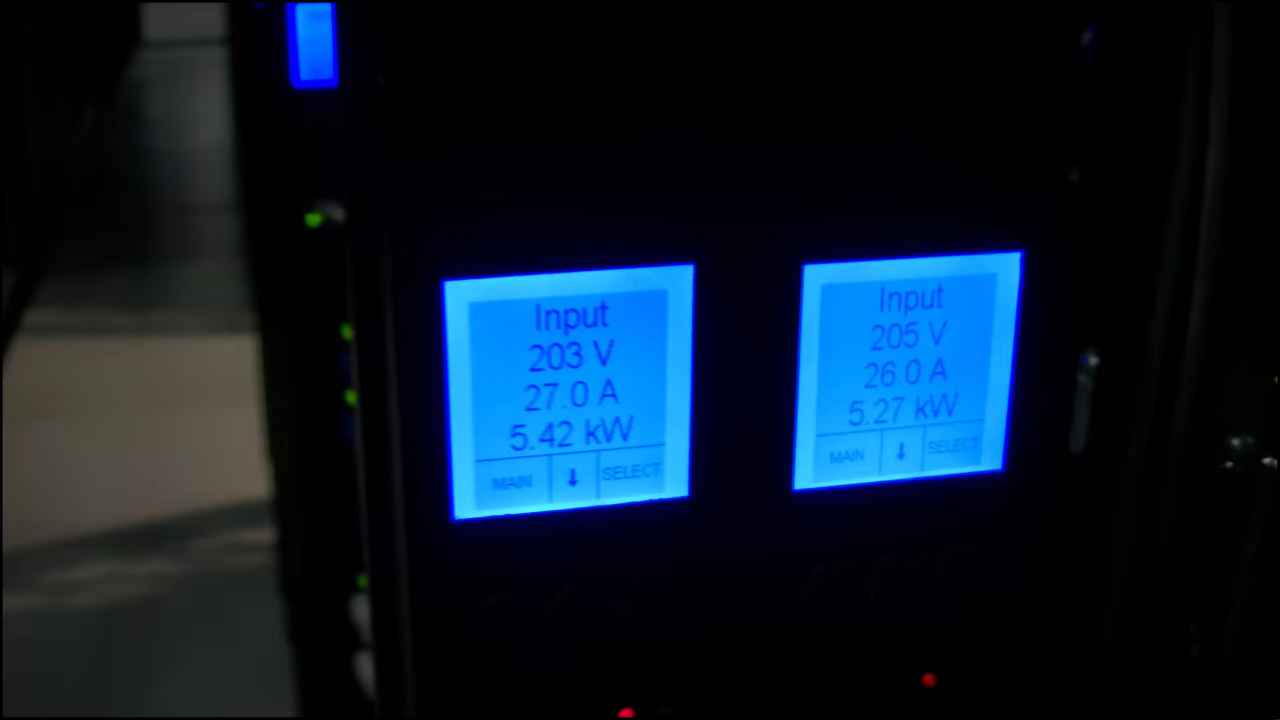 Input
203 V
27.0 A
5.42 kW
MAIN ↓ SELECT
Input
205 V
26.0 A
5.27 kW
MAIN ↓ SELECT